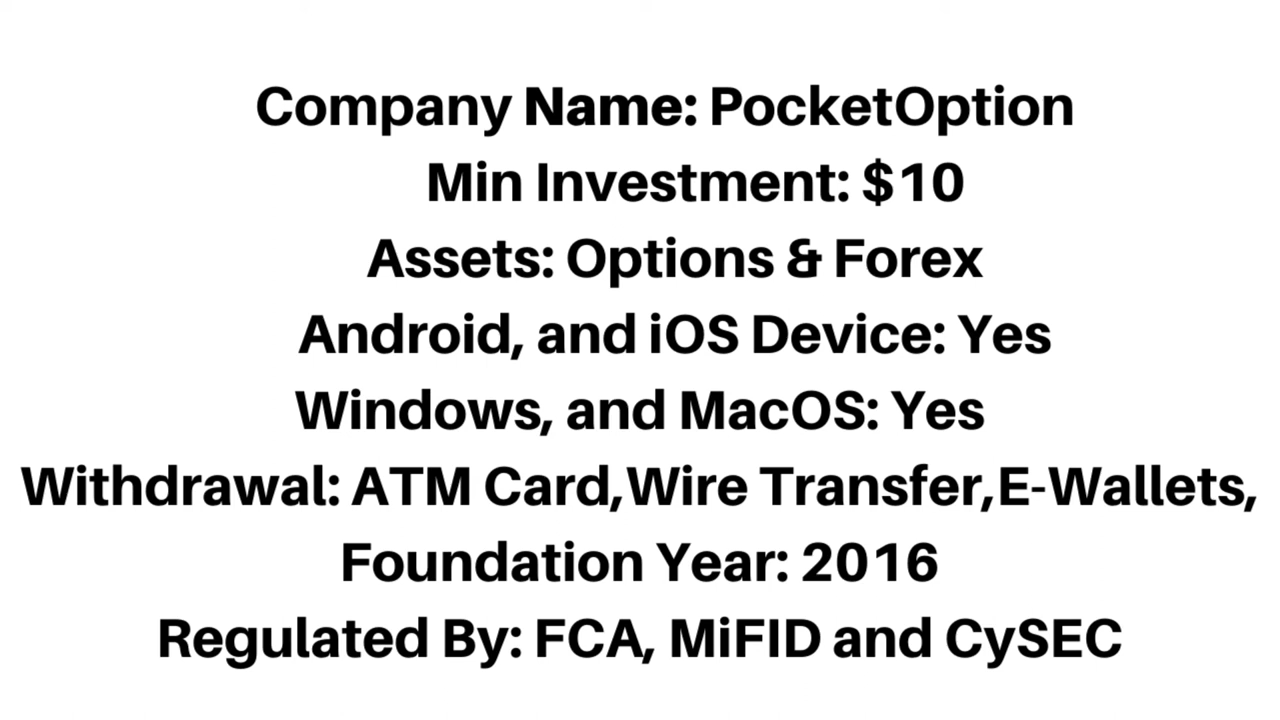 Company Name: PocketOption
Min Investment: $10
Assets: Options & Forex
Android, and iOS Device: Yes
Windows, and MacOS: Yes
Withdrawal: ATM Card,Wire Transfer,E-Wallets,
Foundation Year: 2016
Regulated By: FCA, MiFID and CySEC